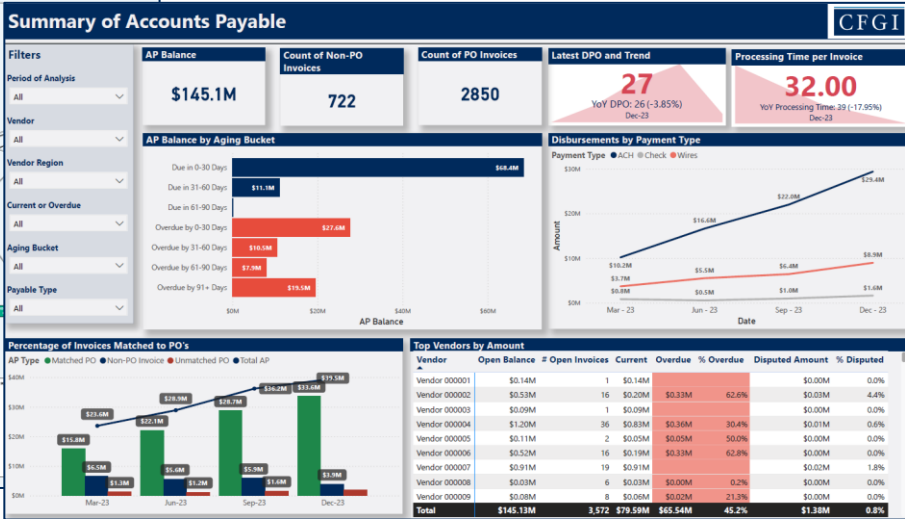 Summary of Accounts Payable
CFGI
Filters
Period of Analysis
All
Vendor
All
Vendor Region
All
Current or Overdue
All
Aging Bucket
All
Payable Type
All
AP Balance
$145.1M
Count of Non-PO
Invoices
722
Count of PO Invoices
2850
Latest DPO and Trend
27
YoY DPO: 26 (-3.85%)
Dec-23
Processing Time per Invoice
32.00
YoY Processing Time: 39 (-17.95%)
Dec-23
AP Balance by Aging Bucket
Due in 0-30 Days $68.4M
Due in 31-60 Days $11.1M
Due in 61-90 Days
Overdue by 0-30 Days $27.6M
Overdue by 31-60 Days $10.5M
Overdue by 61-90 Days $7.9M
Overdue by 91+ Days $19.5M
$0M $20M $40M $60M
AP Balance
Disbursements by Payment Type
Payment Type ACH Check Wires
$30M
$20M
$10M
$0M
Amount
$10.2M $16.6M $22.0M $29.4M
$3.7M $5.5M $6.4M $8.9M
$0.8M $0.5M $1.0M $1.6M
Mar - 23 Jun - 23 Sep - 23 Dec - 23
Date
Percentage of Invoices Matched to PO's
AP Type Matched PO Non-PO Invoice Unmatched PO Total AP
$40M
$30M
$20M
$10M
$0M
$23.6M $28.9M $36.2M $39.5M
$15.8M $22.1M $28.7M $33.6M
$6.5M $5.6M $5.9M $3.9M
$1.3M $1.2M $1.6M
Mar-23 Jun-23 Sep-23 Dec-23
Top Vendors by Amount
Vendor Open Balance # Open Invoices Current Overdue % Overdue Disputed Amount % Disputed
Vendor 000001 $0.14M 1 $0.14M $0.00M 0.0%
Vendor 000002 $0.53M 16 $0.20M $0.33M 62.6% $0.03M 4.4%
Vendor 000003 $0.09M 1 $0.09M $0.00M 0.0%
Vendor 000004 $1.20M 36 $0.83M $0.36M 30.4% $0.01M 0.6%
Vendor 000005 $0.11M 2 $0.05M $0.05M 50.0% $0.00M 0.0%
Vendor 000006 $0.52M 16 $0.19M $0.33M 62.8% $0.00M 0.0%
Vendor 000007 $0.91M 19 $0.91M $0.02M 1.8%
Vendor 000008 $0.03M 6 $0.03M $0.00M 0.2% $0.00M 0.0%
Vendor 000009 $0.08M 8 $0.06M $0.02M 21.3% $0.00M 0.0%
Total $145.13M 3,572 $79.59M $65.54M 45.2% $1.38M 0.8%